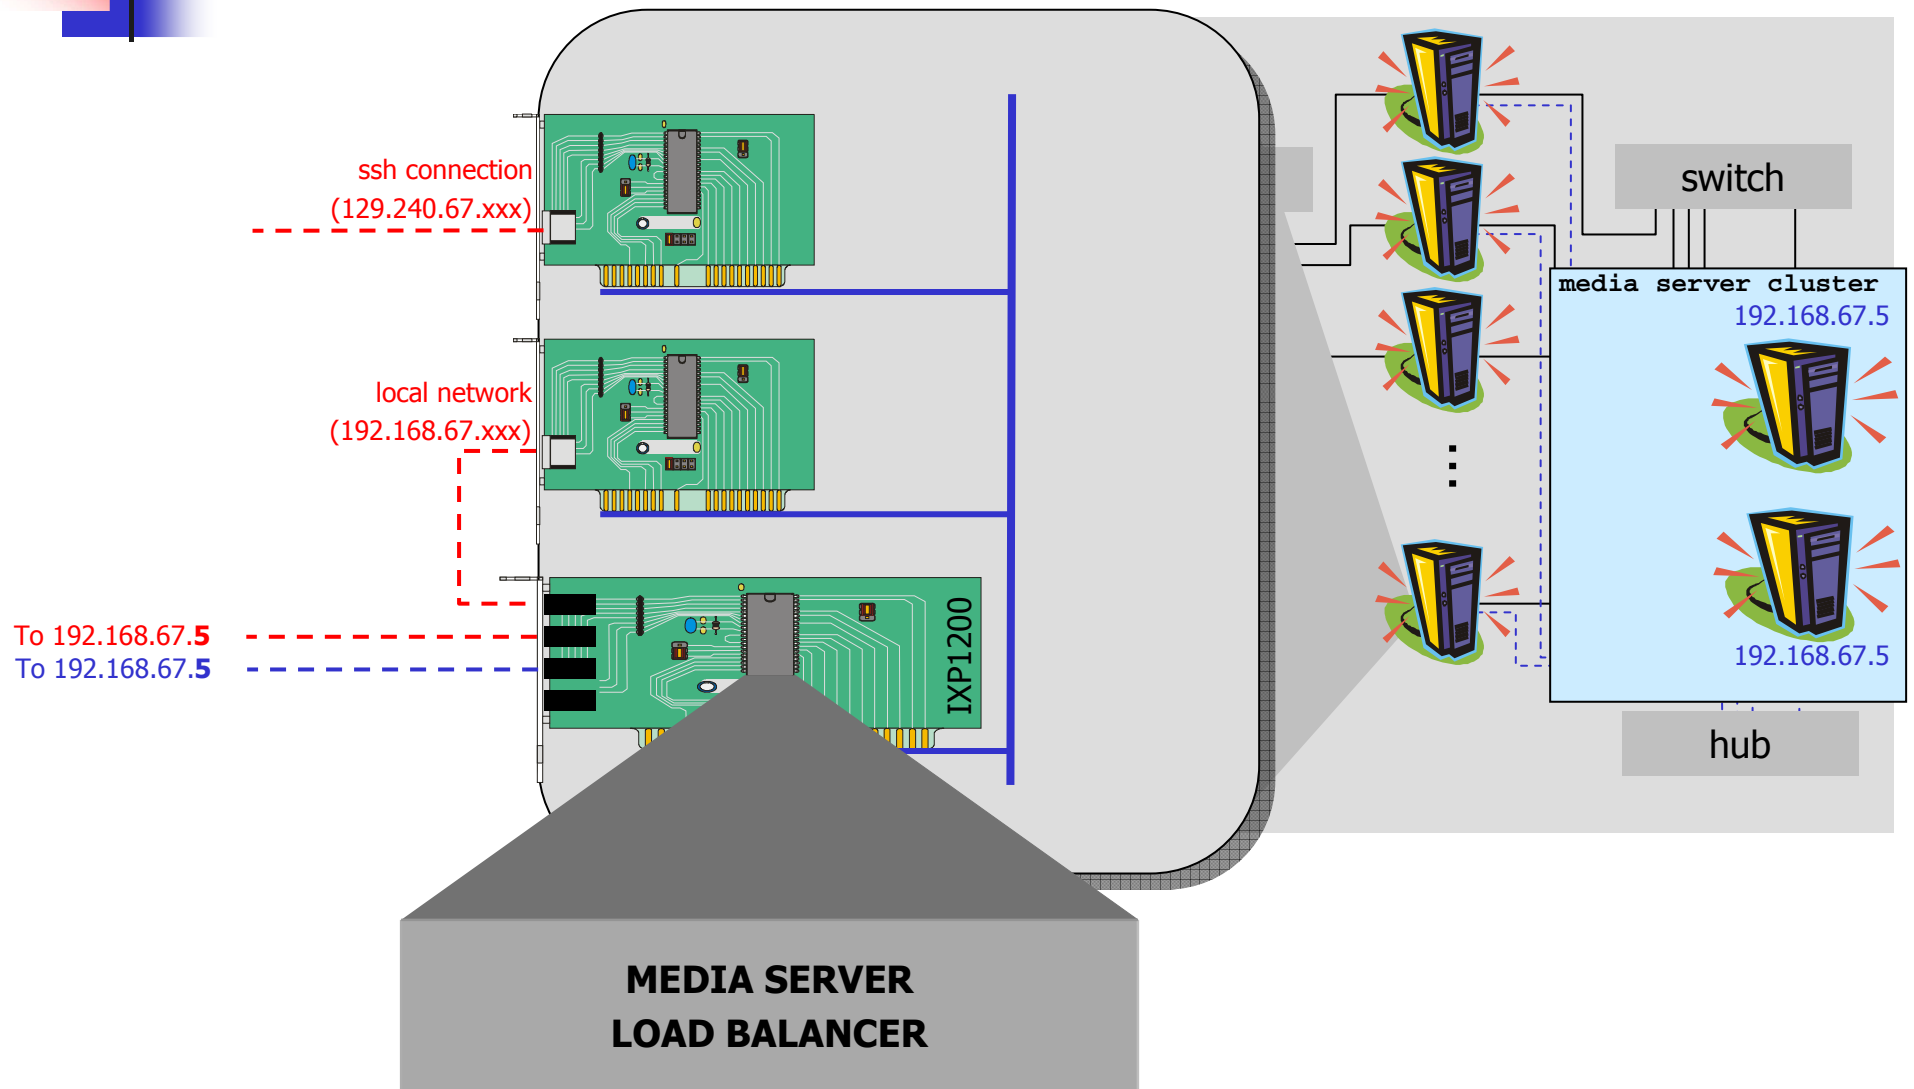 ssh connection
(129.240.67.xxx)
local network
(192.168.67.xxx)
To 192.168.67.5
To 192.168.67.5
IXP1200
switch
media server cluster
192.168.67.5
...
192.168.67.5
hub
MEDIA SERVER
LOAD BALANCER